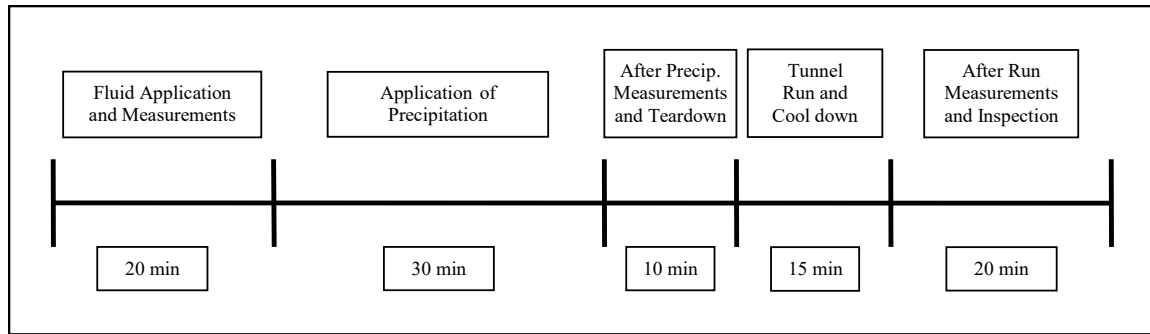 Fluid Application
and Measurements
Application of
Precipitation
After Precip.
Measurements
and Teardown
Tunnel
Run and
Cool down
After Run
Measurements
and Inspection
20 min
30 min
10 min
15 min
20 min